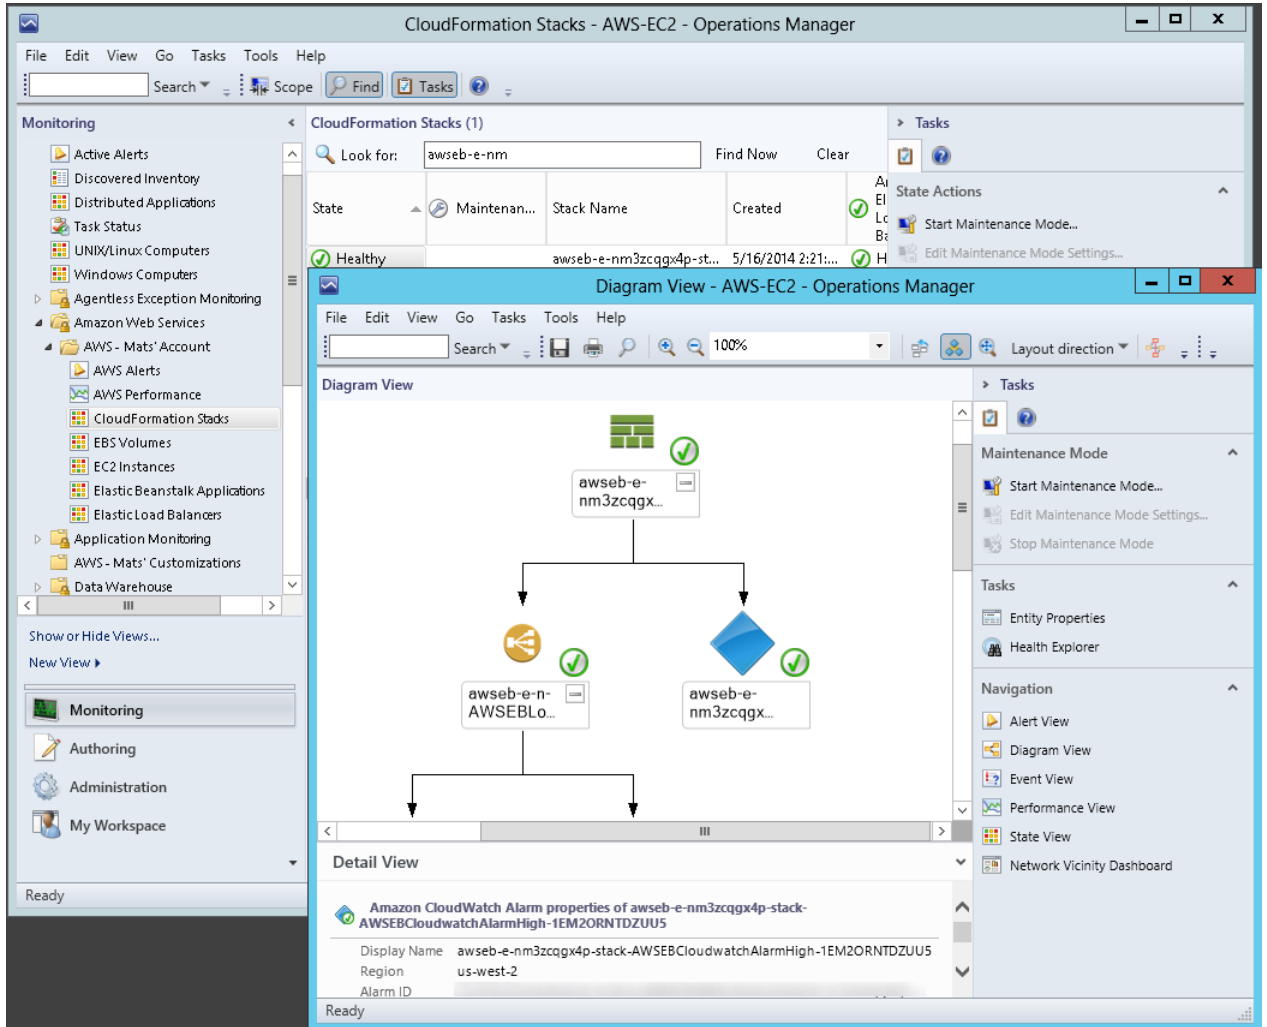 CloudFormation Stacks - AWS-EC2 - Operations Manager
File Edit View Go Tasks Tools Help
Search Scope Find Tasks
Monitoring
Active Alerts
Discovered Inventory
Distributed Applications
Task Status
UNIX/Linux Computers
Windows Computers
Agentless Exception Monitoring
Amazon Web Services
AWS - Mats' Account
AWS Alerts
AWS Performance
CloudFormation Stacks
EBS Volumes
EC2 Instances
Elastic Beanstalk Applications
Elastic Load Balancers
Application Monitoring
AWS - Mats' Customizations
Data Warehouse
Show or Hide Views...
New View
Monitoring
Authoring
Administration
My Workspace
Ready
CloudFormation Stacks (1)
Look for: awseb-e-nm Find Now Clear
State Maintenan... Stack Name Created
Healthy awseb-e-nm3zcqgx4p-st... 5/16/2014 2:21:... H
Tasks
State Actions
Start Maintenance Mode...
Edit Maintenance Mode Settings...
Diagram View - AWS-EC2 - Operations Manager
File Edit View Go Tasks Tools Help
Search 100% Layout direction
Diagram View
awseb-e-
nm3zcqgx...
awseb-e-n-
AWSEBLo...
awseb-e-
nm3zcqgx...
Detail View
Amazon CloudWatch Alarm properties of awseb-e-nm3zcqgx4p-stack-
AWSEBCloudwatchAlarmHigh-1EM2ORNTDZUU5
Display Name awseb-e-nm3zcqgx4p-stack-AWSEBCloudwatchAlarmHigh-1EM2ORNTDZUU5
Region us-west-2
Alarm ID
Ready
Tasks
Maintenance Mode
Start Maintenance Mode...
Edit Maintenance Mode Settings...
Stop Maintenance Mode
Tasks
Entity Properties
Health Explorer
Navigation
Alert View
Diagram View
Event View
Performance View
State View
Network Vicinity Dashboard